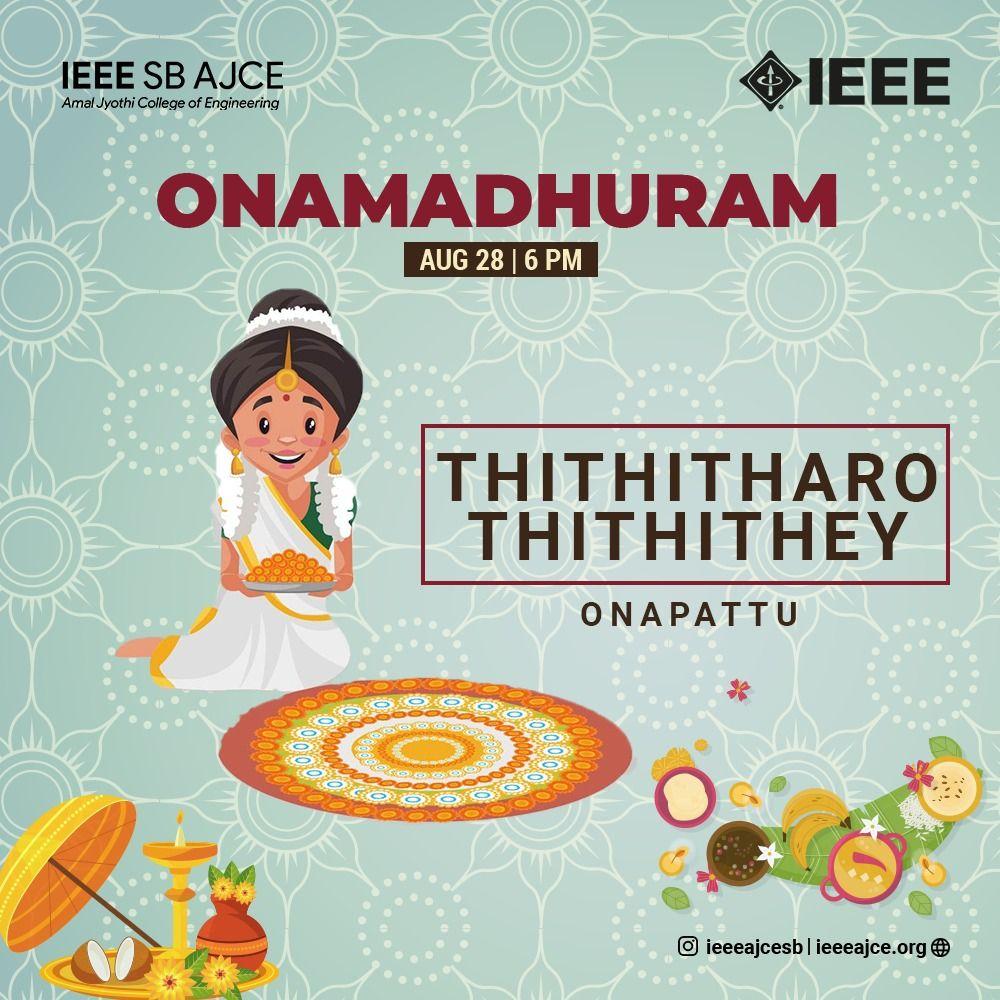 IEEE SB AJCE
Amal Jyothi College of Engineering
IEEE
ONAMADHURAM
AUG 28 | 6 PM
THITHITHARO
THITHITHEY
ONAPATTU
ieeeajcesb | ieeeajce.org